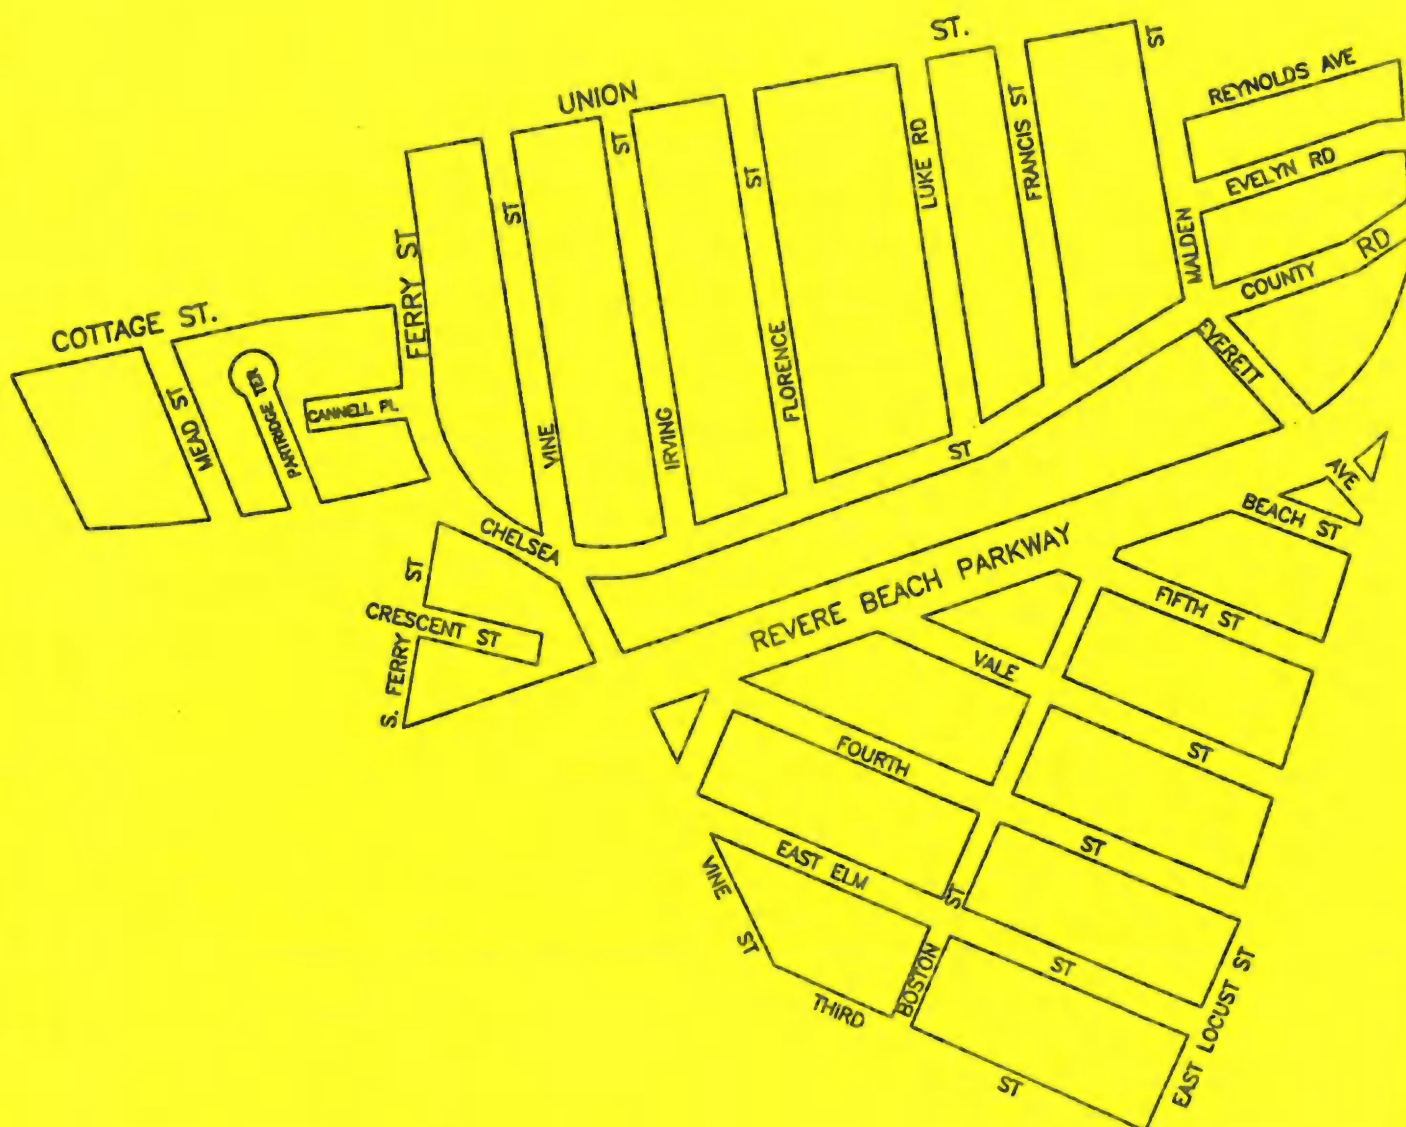 ST.
UNION
ST
REYNOLDS AVE
EVELYN RD
COUNTY RD
MALDEN
EVERETT
AVE
LUKE RD
FRANCIS ST
ST
FLORENCE
ST
IRVING
ST
VINE
FERRY ST
COTTAGE ST.
MEAD ST
PARTRIDGE TER
CANNELL PL
CHELSEA
ST
ST
CRESCENT ST
S. FERRY
REVERE BEACH PARKWAY
BEACH ST
FIFTH ST
VALE
ST
FOURTH
ST
EAST ELM
ST
VINE
ST
ST
BOSTON
THIRD
ST
EAST LOCUST ST